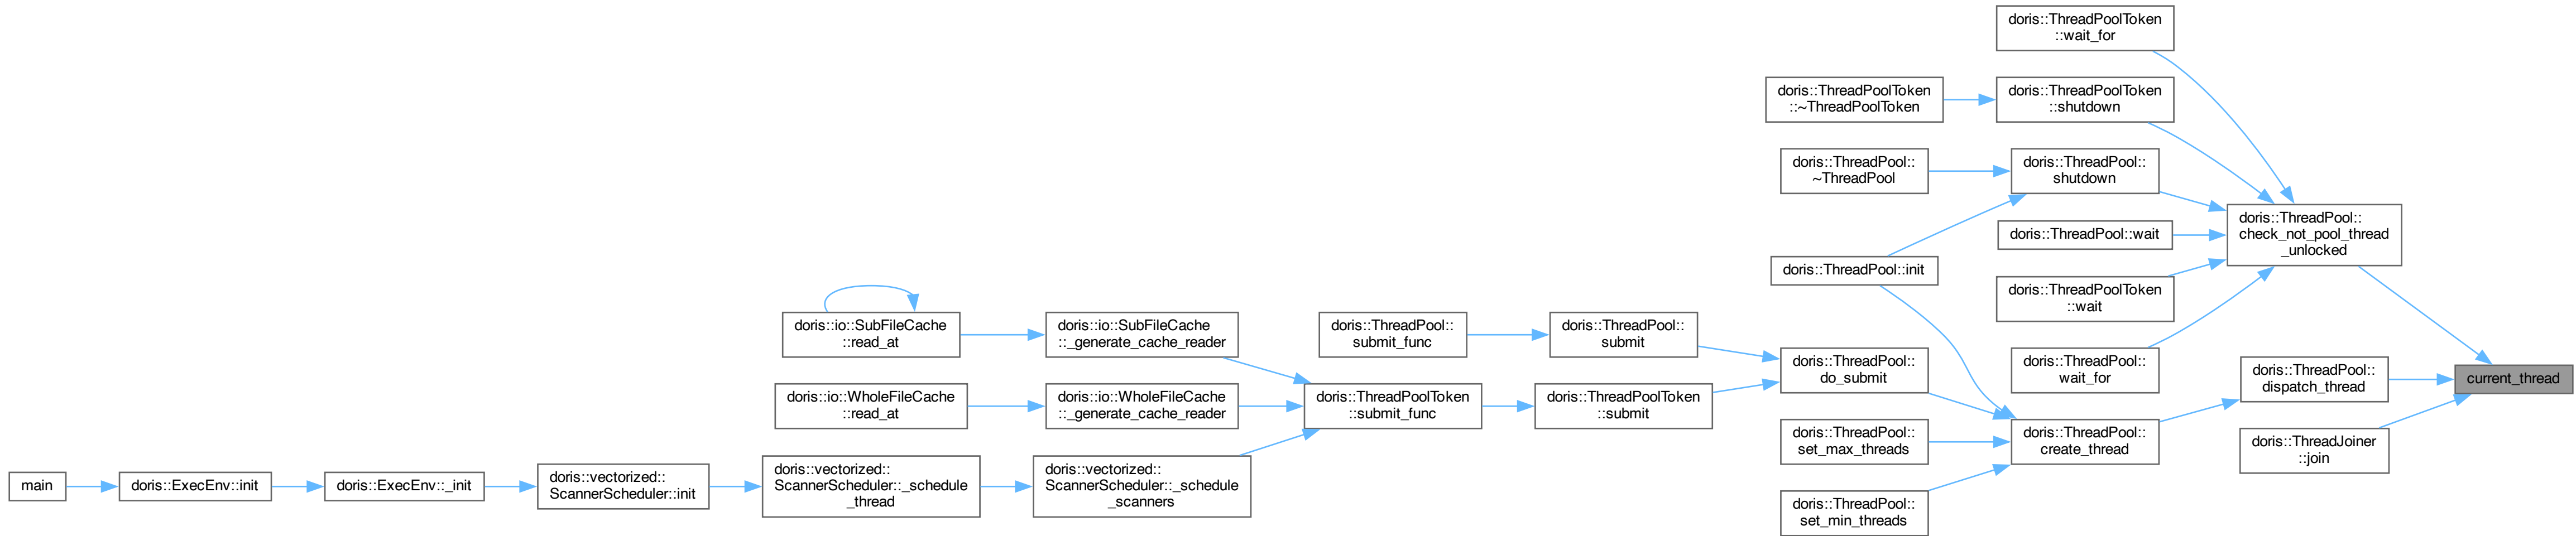 main
doris::ExecEnv::init
doris::ExecEnv::_init
doris::vectorized::
ScannerScheduler::init
doris::vectorized::
ScannerScheduler::_schedule
_thread
doris::io::SubFileCache
::read_at
doris::io::WholeFileCache
::read_at
doris::io::SubFileCache
::_generate_cache_reader
doris::io::WholeFileCache
::_generate_cache_reader
doris::vectorized::
ScannerScheduler::_schedule
_scanners
doris::ThreadPool::
submit_func
doris::ThreadPoolToken
::submit_func
doris::ThreadPool::
submit
doris::ThreadPoolToken
::submit
doris::ThreadPoolToken
::~ThreadPoolToken
doris::ThreadPool::
~ThreadPool
doris::ThreadPool::init
doris::ThreadPool::
do_submit
doris::ThreadPool::
set_max_threads
doris::ThreadPool::
set_min_threads
doris::ThreadPoolToken
::wait_for
doris::ThreadPoolToken
::shutdown
doris::ThreadPool::
shutdown
doris::ThreadPool::wait
doris::ThreadPoolToken
::wait
doris::ThreadPool::
wait_for
doris::ThreadPool::
create_thread
doris::ThreadPool::
check_not_pool_thread
_unlocked
doris::ThreadPool::
dispatch_thread
doris::ThreadJoiner
::join
current_thread